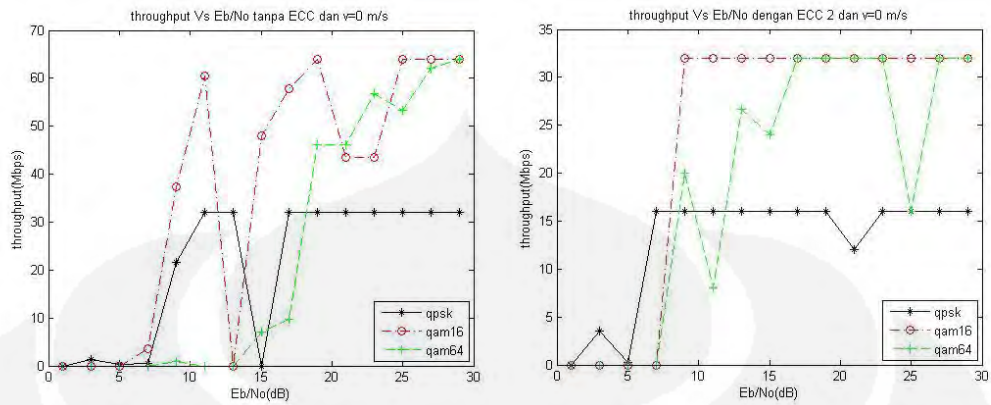 throughput Vs Eb/No tanpa ECC dan v=0 m/s
throughput(Mbps)
70
60
50
40
30
20
10
0
0 5 10 15 20 25 30
Eb/No(dB)
qpsk
qam16
qam64
throughput Vs Eb/No dengan ECC 2 dan v=0 m/s
throughput(Mbps)
35
30
25
20
15
10
5
0
0 5 10 15 20 25 30
Eb/No(dB)
qpsk
qam16
qam64